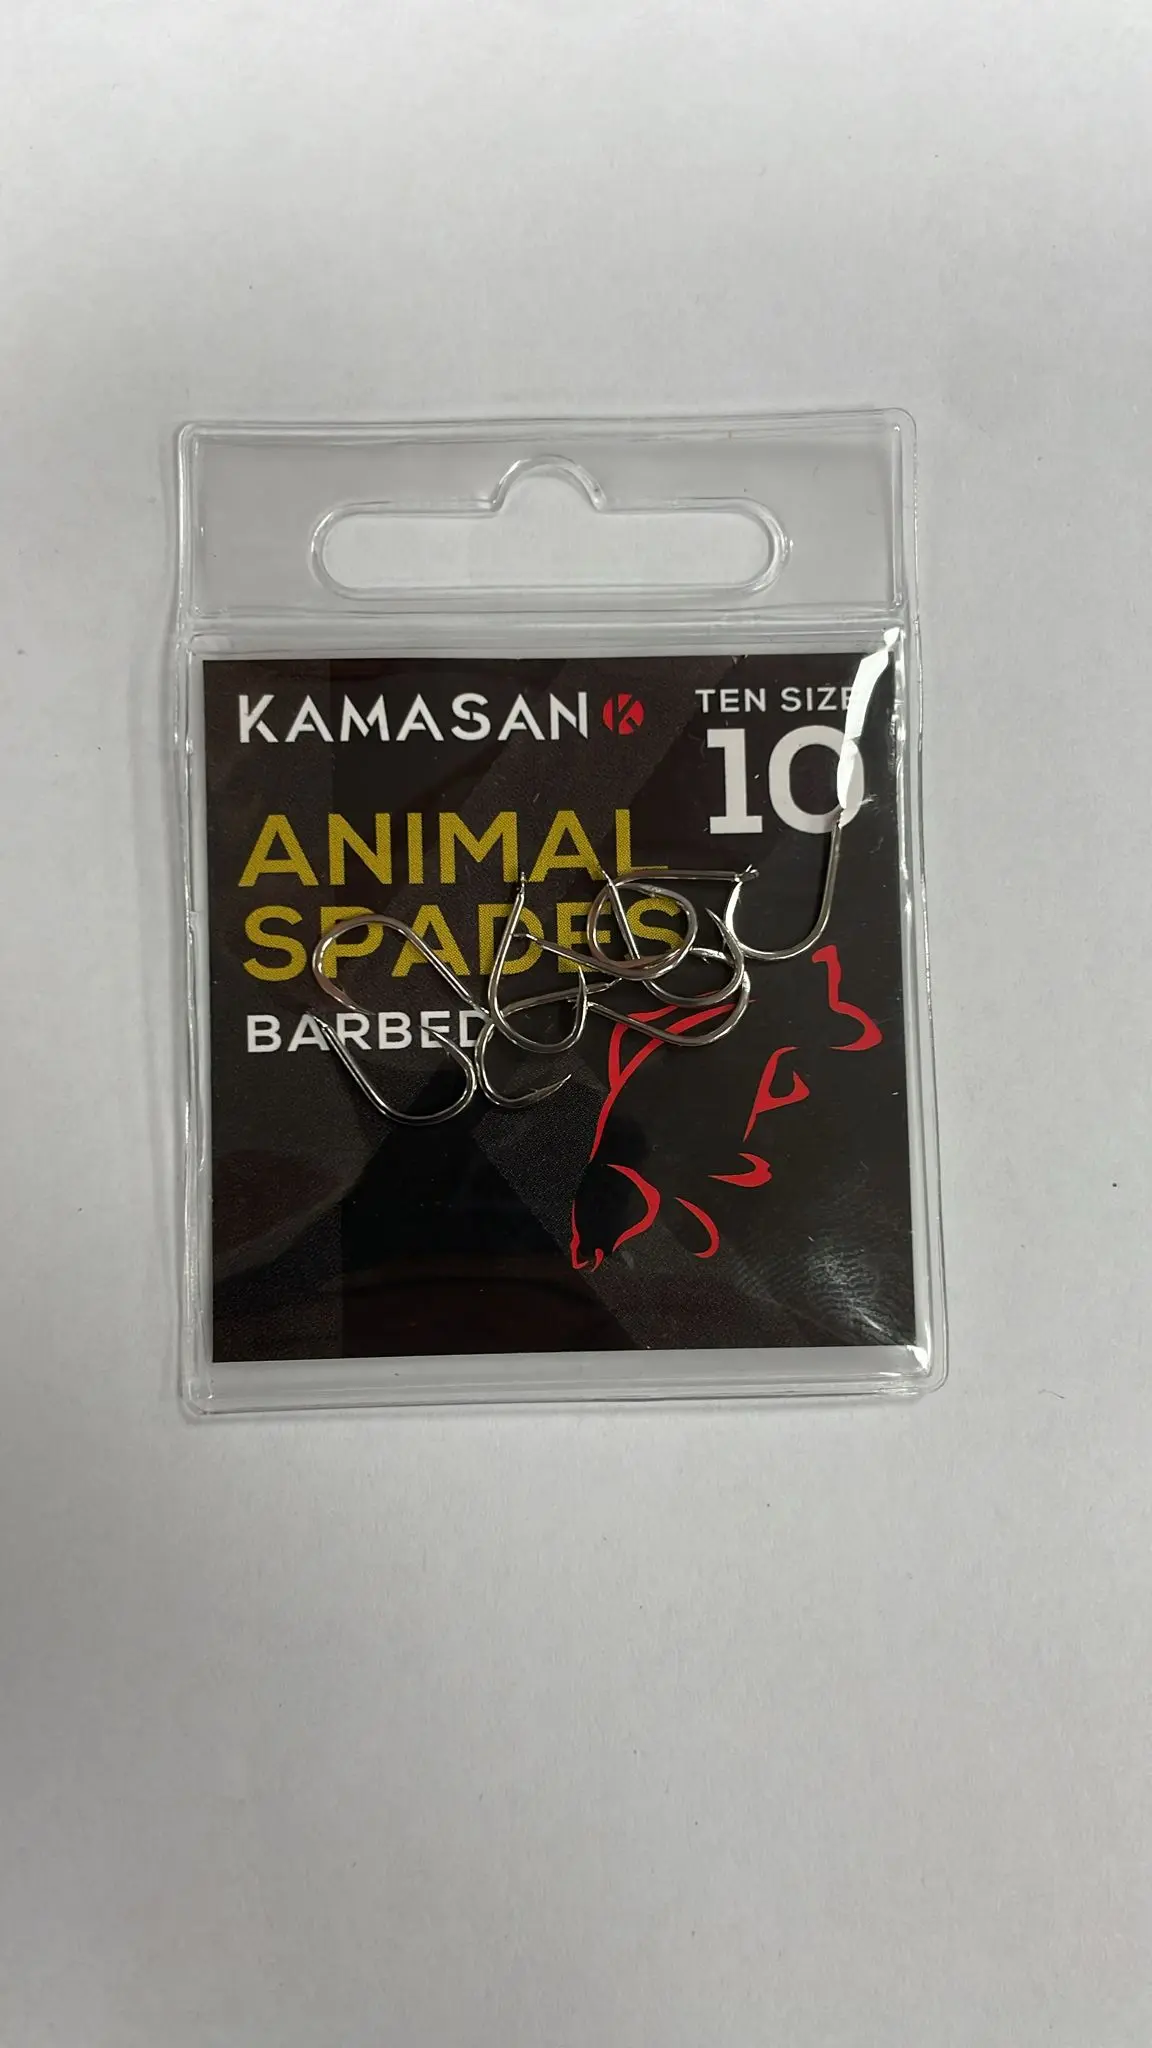 KAMASAN
TEN SIZE
10
ANIMAL
SPADES
BARBED